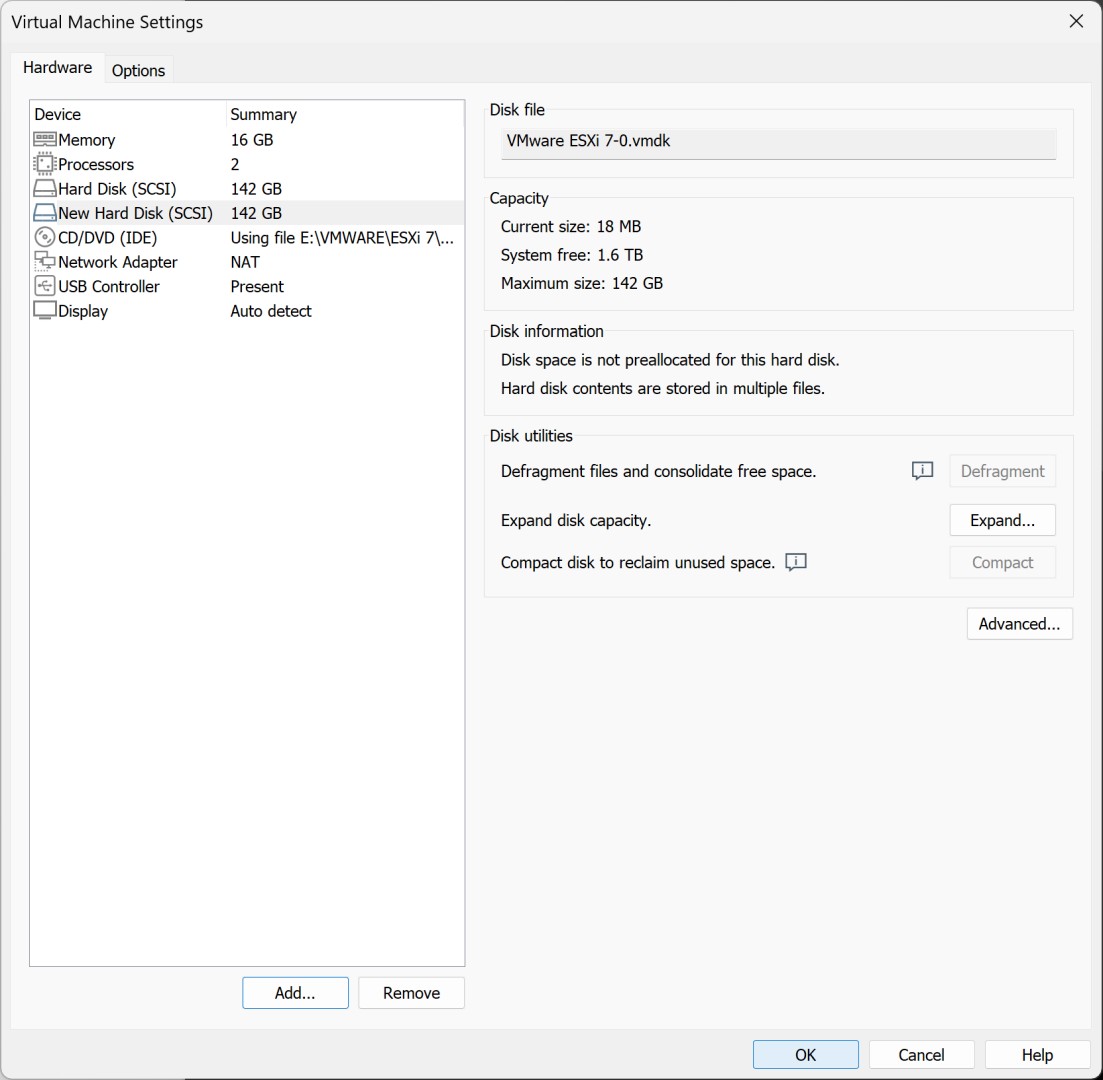 Virtual Machine Settings
Hardware
Options
Device Summary
Memory 16 GB
Processors 2
Hard Disk (SCSI) 142 GB
New Hard Disk (SCSI) 142 GB
CD/DVD (IDE) Using file E:\VMWARE\ESXi 7\...
Network Adapter NAT
USB Controller Present
Display Auto detect
Add...
Remove
Disk file
VMware ESXi 7-0.vmdk
Capacity
Current size: 18 MB
System free: 1.6 TB
Maximum size: 142 GB
Disk information
Disk space is not preallocated for this hard disk.
Hard disk contents are stored in multiple files.
Disk utilities
Defragment files and consolidate free space. Defragment
Expand disk capacity. Expand...
Compact disk to reclaim unused space. Compact
Advanced...
OK
Cancel
Help